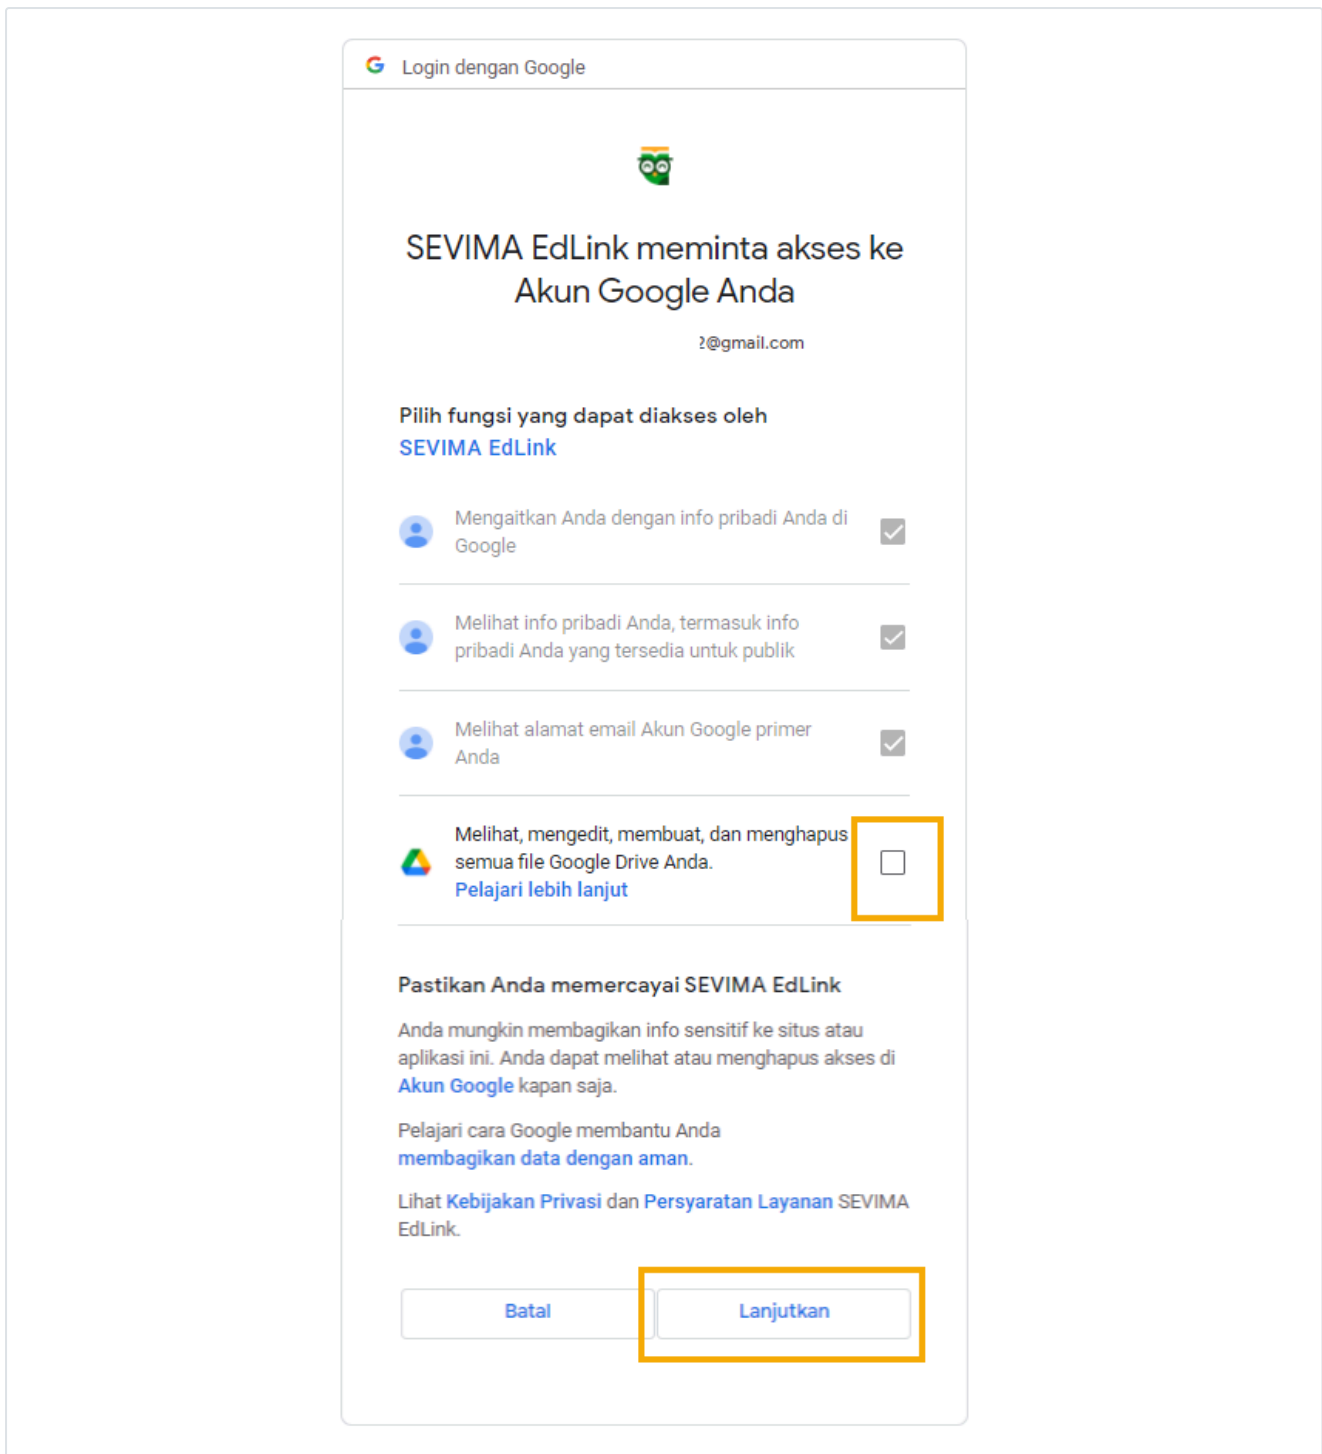 Login dengan Google
SEVIMA EdLink meminta akses ke
Akun Google Anda
2@gmail.com
Pilih fungsi yang dapat diakses oleh
SEVIMA EdLink
Mengaitkan Anda dengan info pribadi Anda di
Google
Melihat info pribadi Anda, termasuk info
pribadi Anda yang tersedia untuk publik
Melihat alamat email Akun Google primer
Anda
Melihat, mengedit, membuat, dan menghapus
semua file Google Drive Anda.
Pelajari lebih lanjut
Pastikan Anda memercayai SEVIMA EdLink
Anda mungkin membagikan info sensitif ke situs atau
aplikasi ini. Anda dapat melihat atau menghapus akses di
Akun Google kapan saja.
Pelajari cara Google membantu Anda
membagikan data dengan aman.
Lihat Kebijakan Privasi dan Persyaratan Layanan SEVIMA
EdLink.
Batal
Lanjutkan